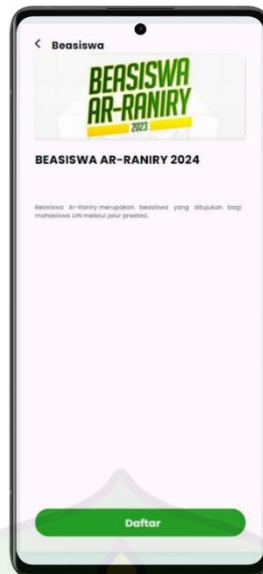 Beasiswa
BEASISWA
AR-RANIRY
2023
BEASISWA AR-RANIRY 2024
Beasiswa Ar-Raniry merupakan beasiswa yang ditujukan bagi
mahasiswa UIN melalui jalur prestasi.
Daftar